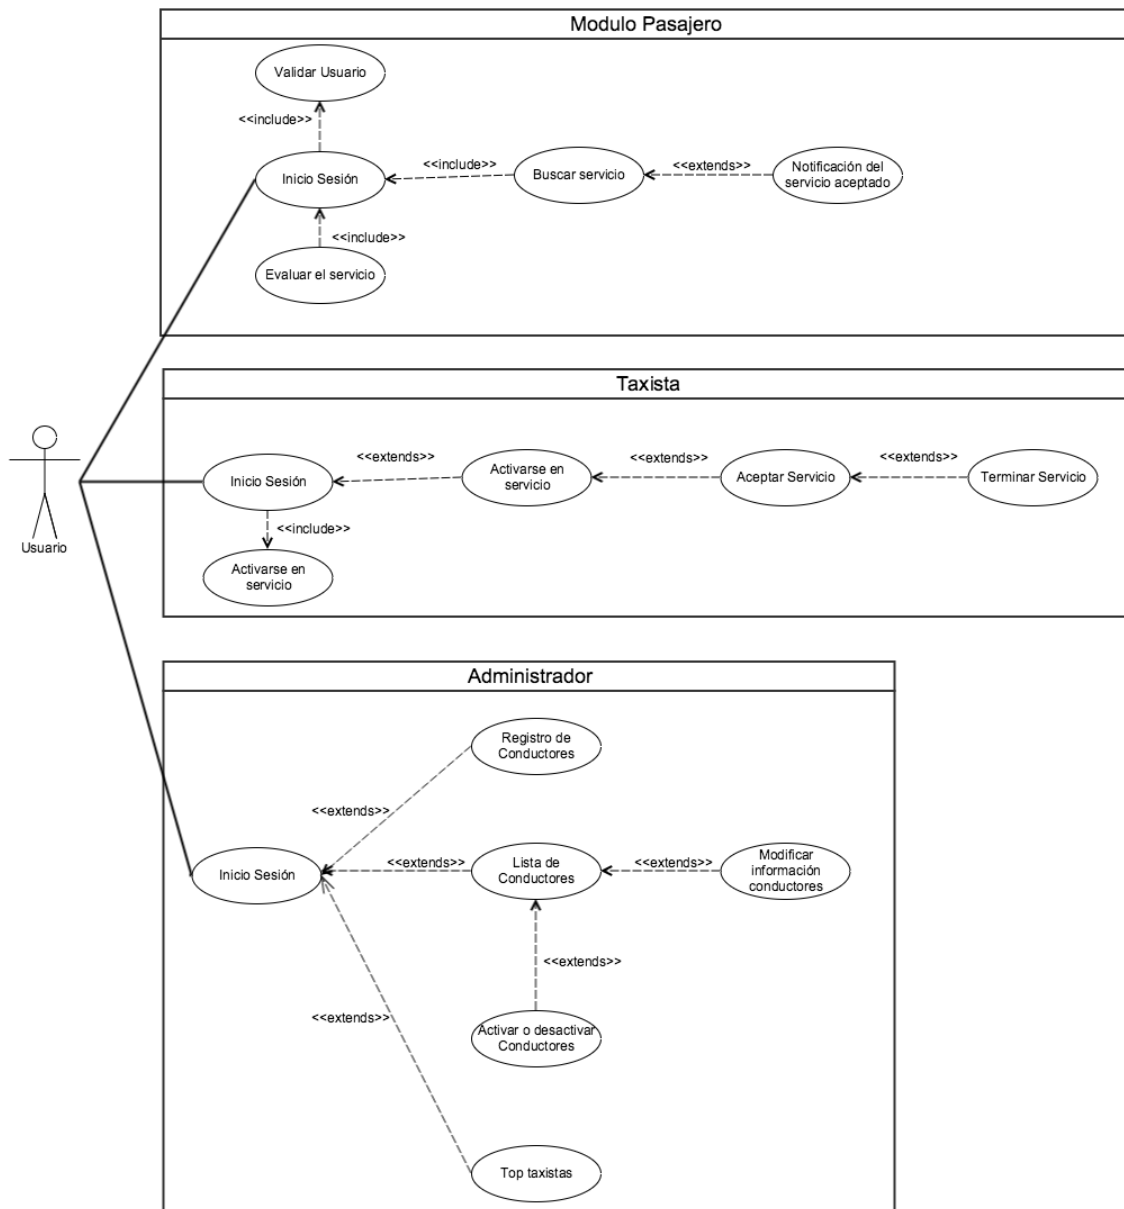 Modulo Pasajero
Validar Usuario
<<include>>
Inicio Sesión
<<include>>
Buscar servicio
<<extends>>
Notificación del
servicio aceptado
<<include>>
Evaluar el servicio
Taxista
Usuario
Inicio Sesión
<<extends>>
Activarse en
servicio
<<extends>>
Aceptar Servicio
<<extends>>
Terminar Servicio
<<include>>
Activarse en
servicio
Administrador
Registro de
Conductores
<<extends>>
Inicio Sesión
<<extends>>
Lista de
Conductores
<<extends>>
Modificar
información
conductores
<<extends>>
<<extends>>
Activar o desactivar
Conductores
Top taxistas